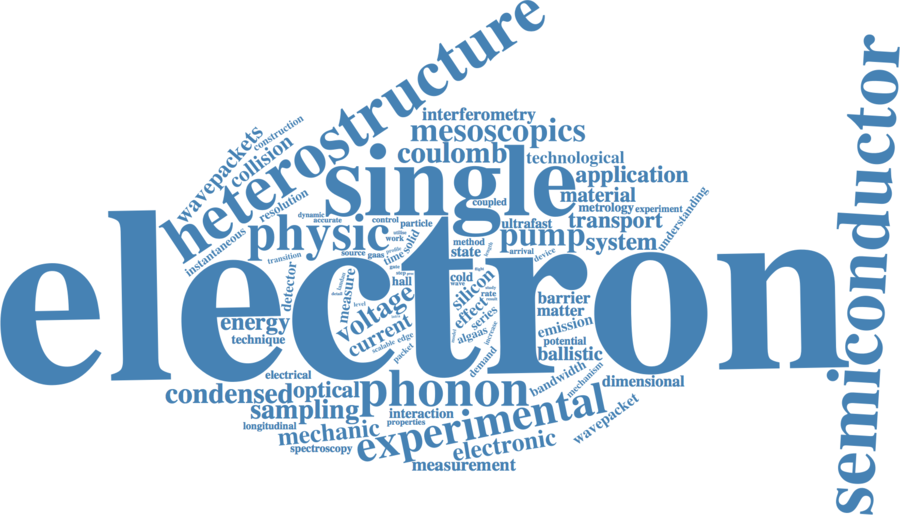 heterostructure
semiconductor
construction
wavepackets
collision
interferometry
mesoscopics
coulomb
technological
single
application
resolution
material
coupled
metrology
experiment
dynamic
accurate
control
particle
transport
understanding
instantaneous
physic
ultrafast
pump
system
work
solid
time
method
state
arrival
device
transition
source
gaas
electron
detector
measure
hall
cold
wave
silicon
level
voltage
effect
rate
barrier
matter
energy
technique
current
series
algaas
emission
scalable
edge
packet
increase
potential
ballistic
demand
electrical
mechanism
bandwidth
dimensional
condensed
optical
phonon
sampling
interaction
experimental
wavepacket
longitudinal
properties
mechanic
spectroscopy
electronic
measurement